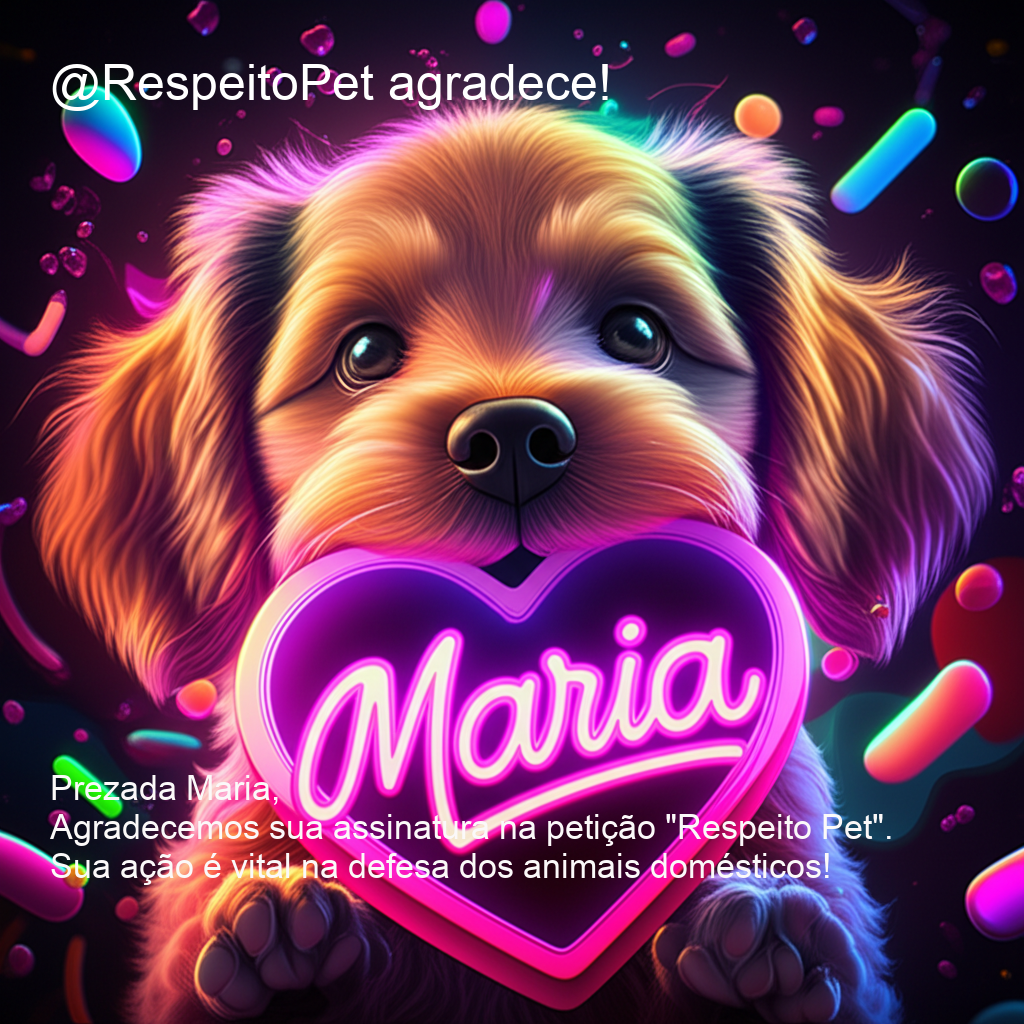 @RespeitoPet agradece!
Maria
Prezada Maria,
Agradecemos sua assinatura na petição "Respeito Pet".
Sua ação é vital na defesa dos animais domésticos!